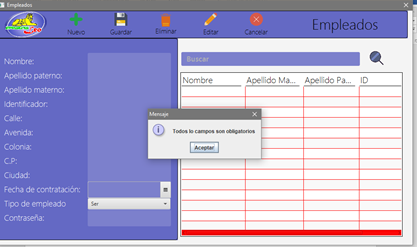 Empleados
Nuevo
Guardar
Eliminar
Editar
Cancelar
Empleados
Nombre:
Apellido paterno:
Apellido materno:
Identificador:
Calle:
Avenida:
Colonia:
C.P:
Ciudad:
Fecha de contratación:
Tipo de empleado
Ser
Contraseña:
Buscar
Nombre Apellido Ma... Apellido Pa... ID
Mensaje
Todos lo campos son obligatorios
Aceptar